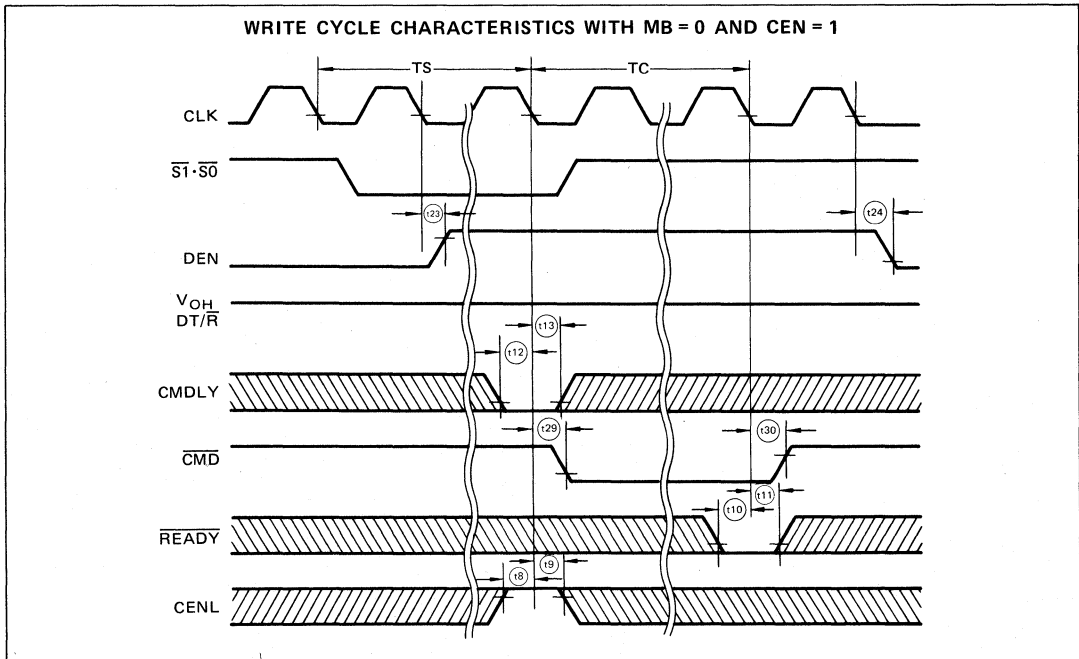 WRITE CYCLE CHARACTERISTICS WITH MB = 0 AND CEN = 1
TS
TC
CLK
S1·S0
t23
t24
DEN
VOH
DT/R
t13
t12
CMDLY
t29
t30
CMD
t11
t10
READY
t9
t8
CENL